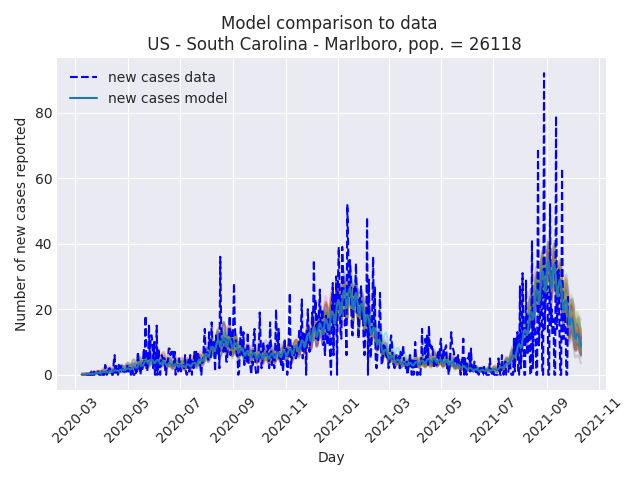 Model comparison to data
US - South Carolina - Marlboro, pop. = 26118
new cases data
new cases model
Number of new cases reported
80
60
40
20
0
2020-03
2020-05
2020-07
2020-09
2020-11
2021-01
2021-03
2021-05
2021-07
2021-09
2021-11
Day